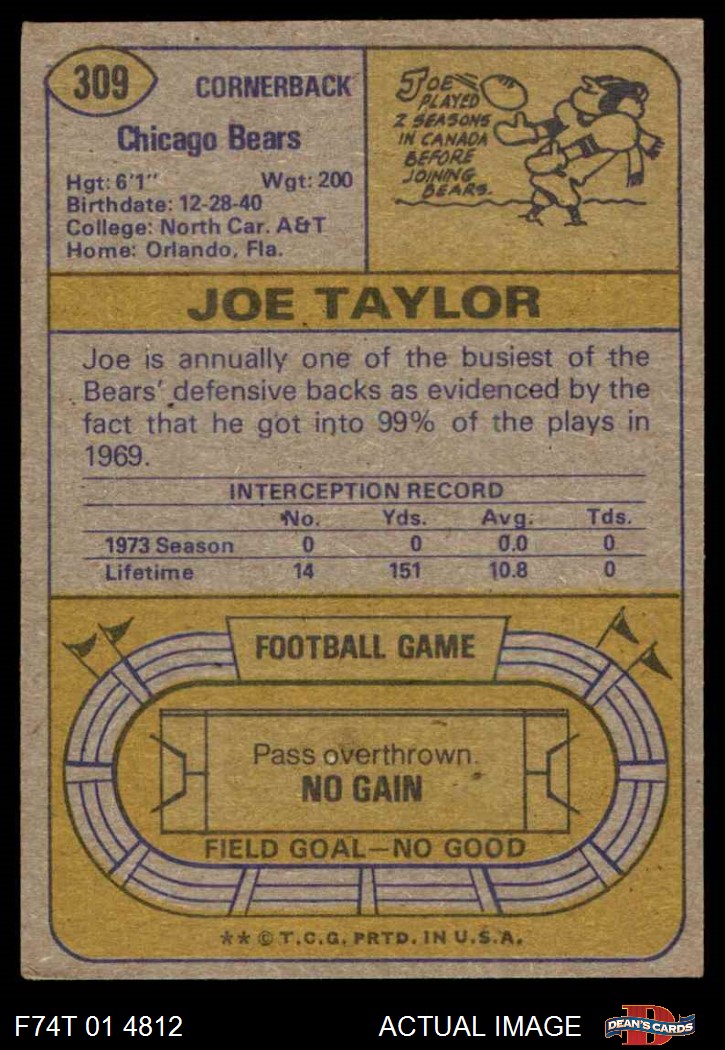 309
CORNERBACK
Chicago Bears
Hgt: 6'1" Wgt: 200
Birthdate: 12-28-40
College: North Car. A&T
Home: Orlando, Fla.
JOE
PLAYED
2 SEASONS
IN CANADA
BEFORE
JOINING
BEARS.
JOE TAYLOR
Joe is annually one of the busiest of the
Bears' defensive backs as evidenced by the
fact that he got into 99% of the plays in
1969.
INTERCEPTION RECORD
No. Yds. Avg. Tds.
1973 Season 0 0 0.0 0
Lifetime 14 151 10.8 0
FOOTBALL GAME
Pass overthrown.
NO GAIN
FIELD GOAL—NO GOOD
** © T.C.G. PRTD. IN U.S.A.
F74T 01 4812 ACTUAL IMAGE
D
DEAN'S CARDS